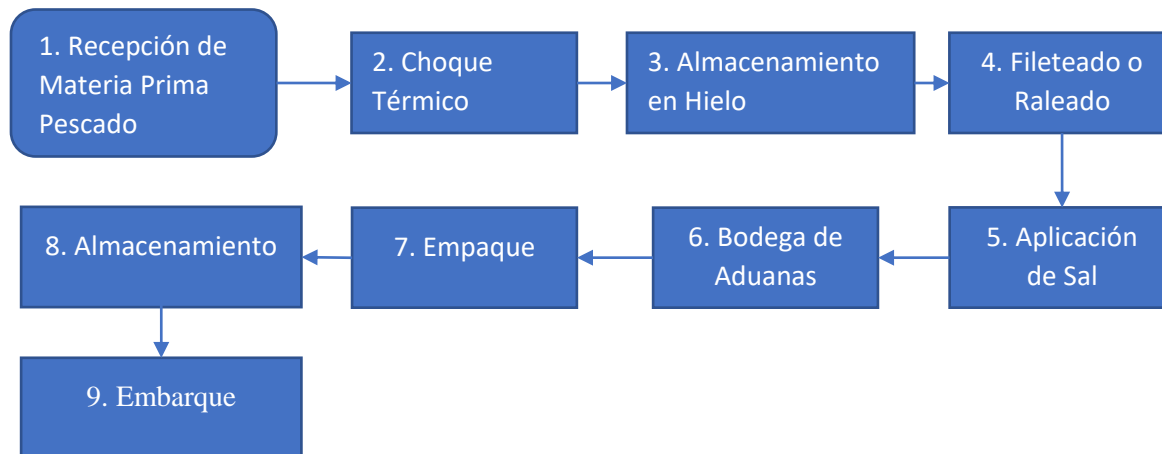 1. Recepción de
Materia Prima
Pescado
2. Choque
Térmico
3. Almacenamiento
en Hielo
4. Fileteado o
Raleado
5. Aplicación
de Sal
6. Bodega de
Aduanas
7. Empaque
8. Almacenamiento
9. Embarque